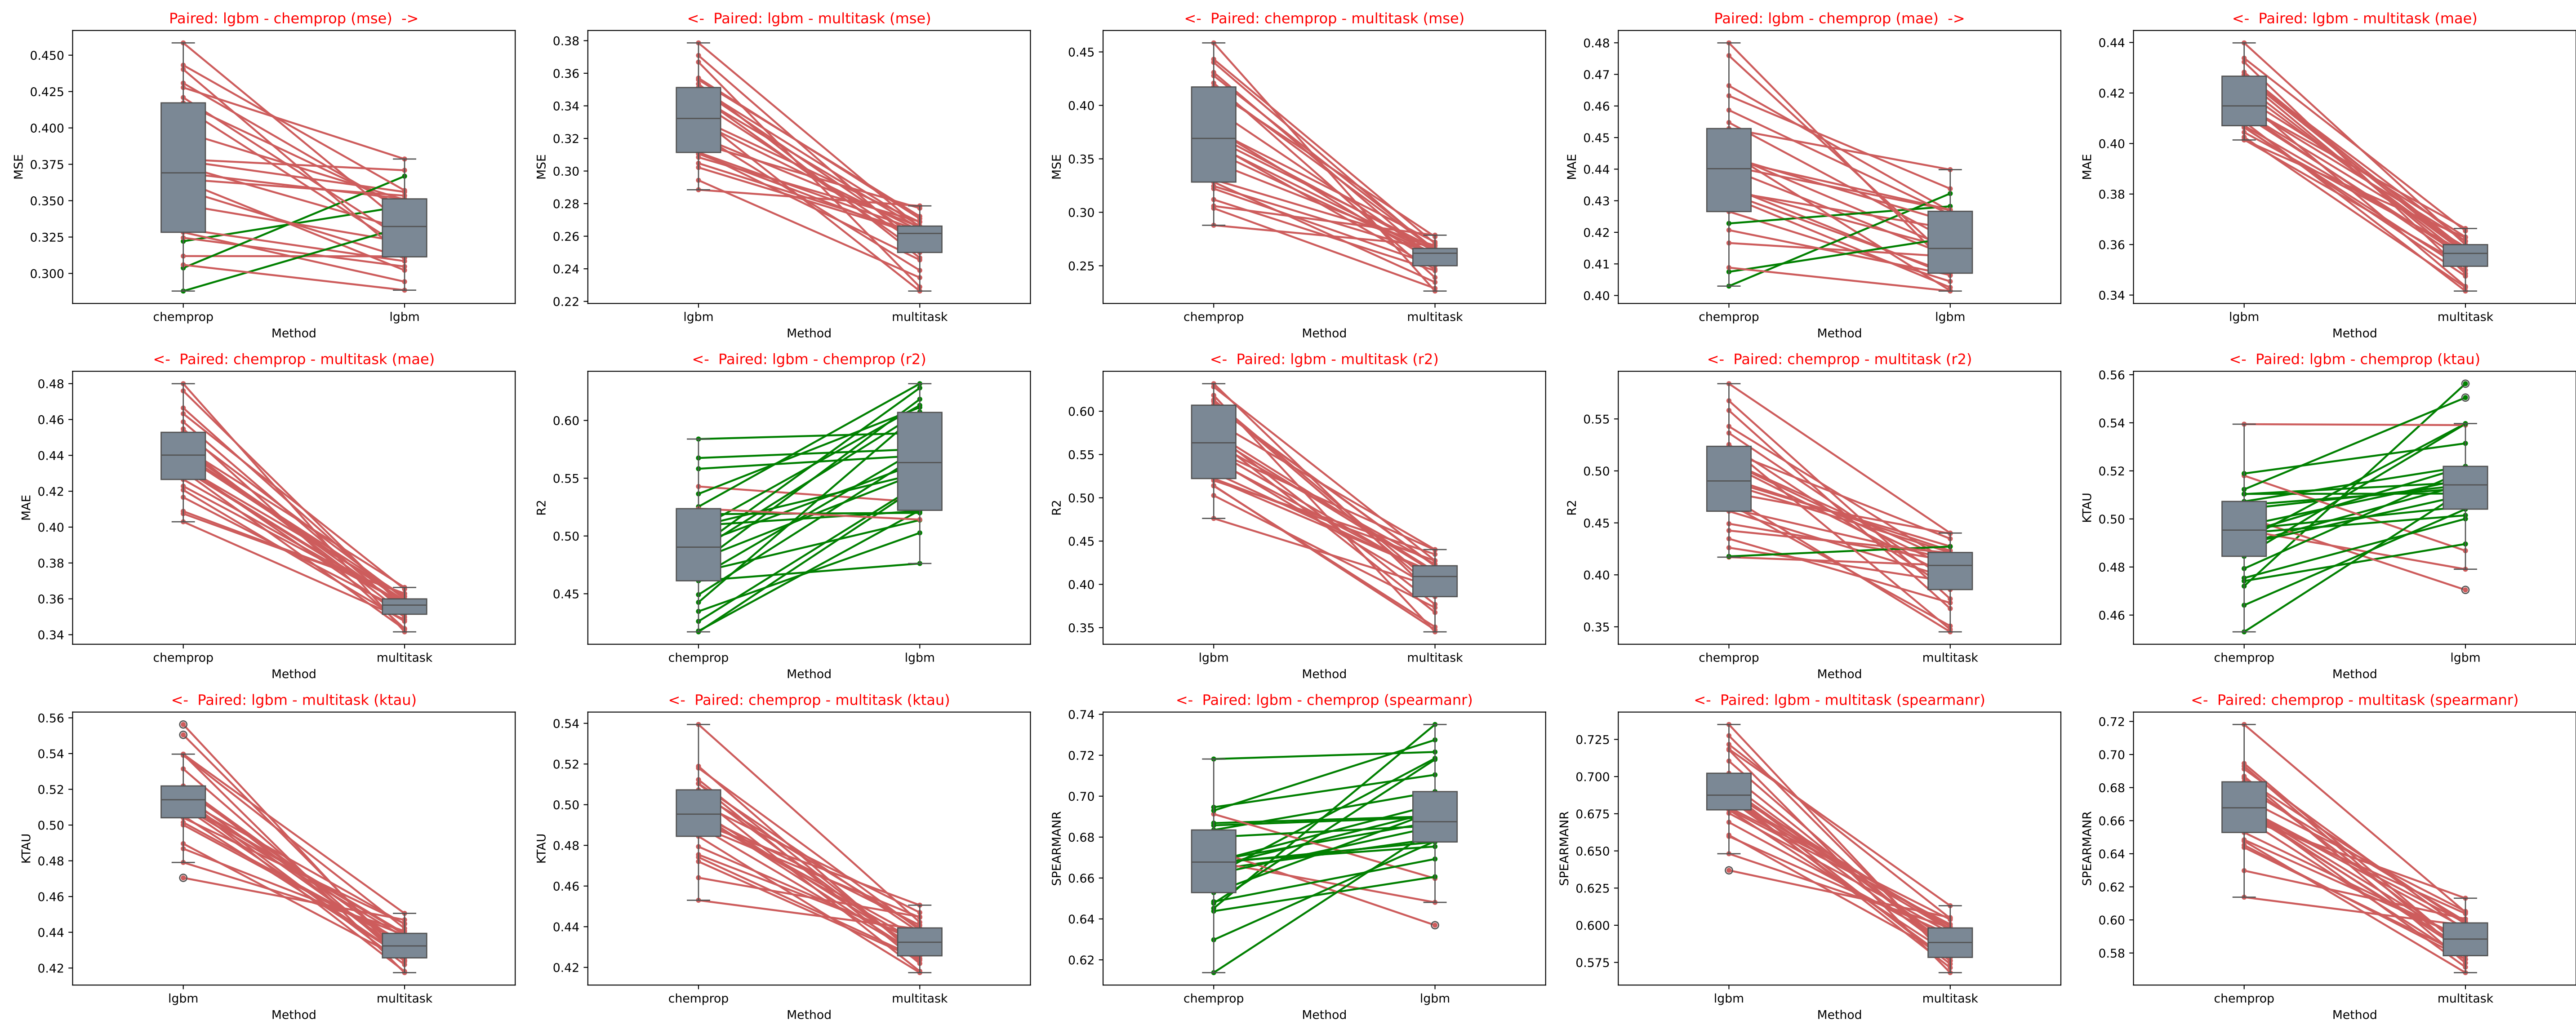 Paired: lgbm - chemprop (mse)  ->
MSE
0.450
0.425
0.400
0.375
0.350
0.325
0.300
chemprop
lgbm
Method
<-  Paired: lgbm - multitask (mse)
MSE
0.38
0.36
0.34
0.32
0.30
0.28
0.26
0.24
0.22
lgbm
multitask
Method
<-  Paired: chemprop - multitask (mse)
MSE
0.45
0.40
0.35
0.30
0.25
chemprop
multitask
Method
Paired: lgbm - chemprop (mae)  ->
MAE
0.48
0.47
0.46
0.45
0.44
0.43
0.42
0.41
0.40
chemprop
lgbm
Method
<-  Paired: lgbm - multitask (mae)
MAE
0.44
0.42
0.40
0.38
0.36
0.34
lgbm
multitask
Method
<-  Paired: chemprop - multitask (mae)
MAE
0.48
0.46
0.44
0.42
0.40
0.38
0.36
0.34
chemprop
multitask
Method
<-  Paired: lgbm - chemprop (r2)
R2
0.60
0.55
0.50
0.45
chemprop
lgbm
Method
<-  Paired: lgbm - multitask (r2)
R2
0.60
0.55
0.50
0.45
0.40
0.35
lgbm
multitask
Method
<-  Paired: chemprop - multitask (r2)
R2
0.55
0.50
0.45
0.40
0.35
chemprop
multitask
Method
<-  Paired: lgbm - chemprop (ktau)
KTAU
0.56
0.54
0.52
0.50
0.48
0.46
chemprop
lgbm
Method
<-  Paired: lgbm - multitask (ktau)
KTAU
0.56
0.54
0.52
0.50
0.48
0.46
0.44
0.42
lgbm
multitask
Method
<-  Paired: chemprop - multitask (ktau)
KTAU
0.54
0.52
0.50
0.48
0.46
0.44
0.42
chemprop
multitask
Method
<-  Paired: lgbm - chemprop (spearmanr)
SPEARMANR
0.74
0.72
0.70
0.68
0.66
0.64
0.62
chemprop
lgbm
Method
<-  Paired: lgbm - multitask (spearmanr)
SPEARMANR
0.725
0.700
0.675
0.650
0.625
0.600
0.575
lgbm
multitask
Method
<-  Paired: chemprop - multitask (spearmanr)
SPEARMANR
0.72
0.70
0.68
0.66
0.64
0.62
0.60
0.58
chemprop
multitask
Method